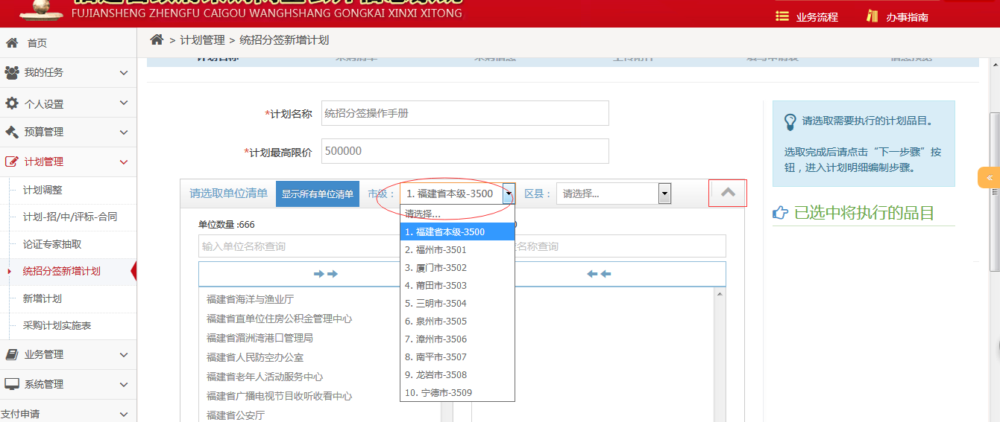 FUJIANSHENG ZHENGFU CAIGOU WANGHSHANG GONGKAI XINXI XITONG
业务流程
办事指南
首页
> 计划管理 > 统招分签新增计划
我的任务
个人设置
预算管理
计划管理
计划调整
计划-招/中/评标-合同
论证专家抽取
统招分签新增计划
新增计划
采购计划实施表
业务管理
系统管理
支付申请
*计划名称 统招分签操作手册
*计划最高限价 500000
请选取单位清单 显示所有单位清单 市级： 1. 福建省本级-3500 区县： 请选择...
单位数量 :666
输入单位名称查询
名称查询
福建省海洋与渔业厅
福建省直单位住房公积金管理中心
福建省湄洲湾港口管理局
福建省人民防空办公室
福建省老年人活动服务中心
福建省广播电视节目收听收看中心
福建省公安厅
请选择...
1. 福建省本级-3500
2. 福州市-3501
3. 厦门市-3502
4. 莆田市-3503
5. 三明市-3504
6. 泉州市-3505
7. 漳州市-3506
8. 南平市-3507
9. 龙岩市-3508
10. 宁德市-3509
请选取需要执行的计划品目。
选取完成后请点击“下一步骤”按
钮，进入计划明细编制步骤。
已选中将执行的品目
«